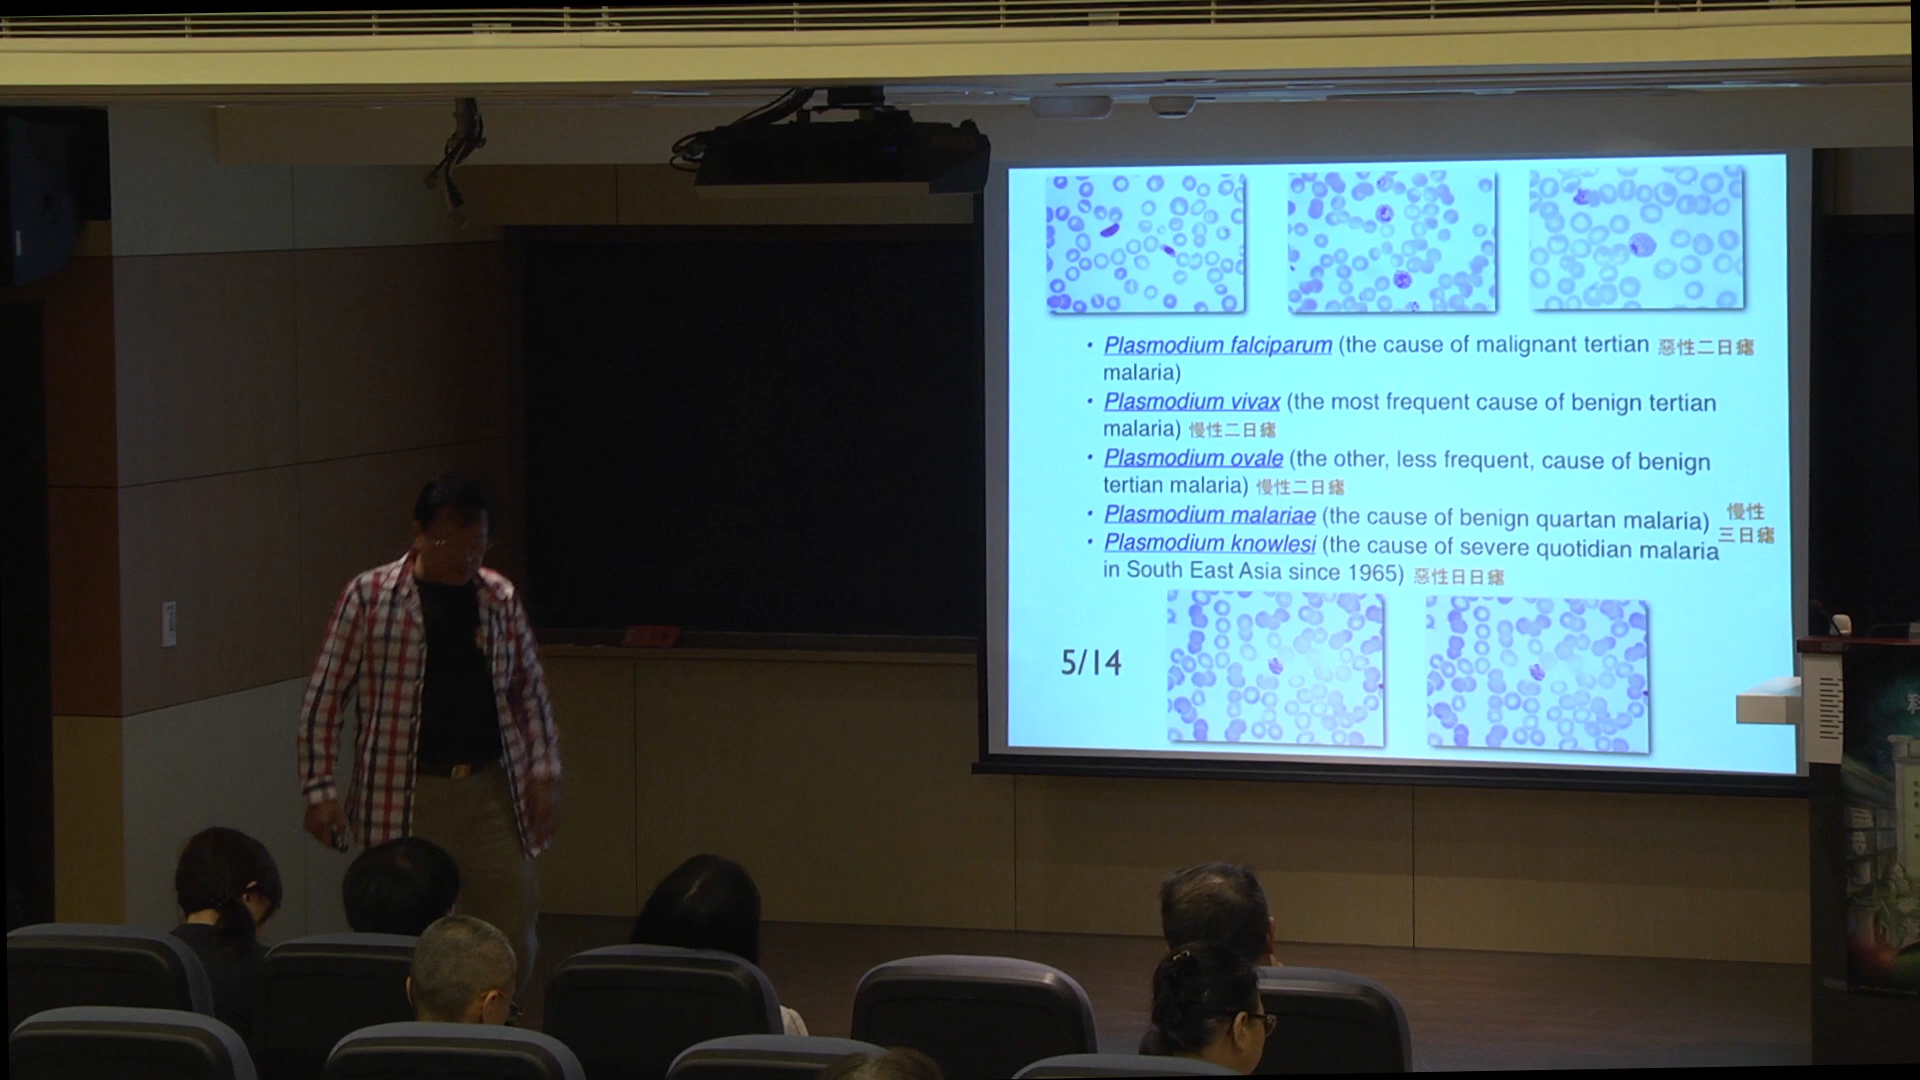 • Plasmodium falciparum (the cause of malignant tertian 惡性二日瘧
malaria)
• Plasmodium vivax (the most frequent cause of benign tertian
malaria) 慢性二日瘧
• Plasmodium ovale (the other, less frequent, cause of benign
tertian malaria) 慢性二日瘧
• Plasmodium malariae (the cause of benign quartan malaria) 慢性
三日瘧
• Plasmodium knowlesi (the cause of severe quotidian malaria
in South East Asia since 1965) 惡性日日瘧
5/14